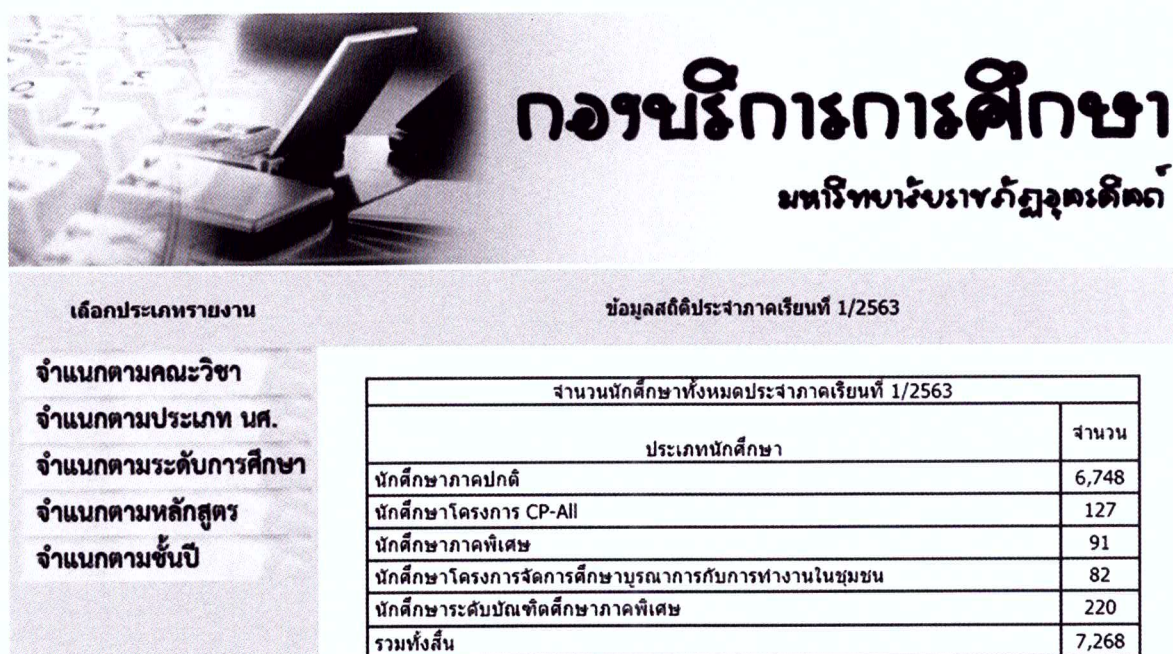 กองบริการการศึกษา
มหาวิทยาลัยราชภัฏอุตรดิตถ์
เลือกประเภทรายงาน
ข้อมูลสถิติประจำภาคเรียนที่ 1/2563
จำแนกตามคณะวิชา
จำแนกตามประเภท นศ.
จำแนกตามระดับการศึกษา
จำแนกตามหลักสูตร
จำแนกตามชั้นปี
จำนวนนักศึกษาทั้งหมดประจำภาคเรียนที่ 1/2563
ประเภทนักศึกษา จำนวน
นักศึกษาภาคปกติ 6,748
นักศึกษาโครงการ CP-All 127
นักศึกษาภาคพิเศษ 91
นักศึกษาโครงการจัดการศึกษาบูรณาการกับการทำงานในชุมชน 82
นักศึกษาระดับบัณฑิตศึกษาภาคพิเศษ 220
รวมทั้งสิ้น 7,268